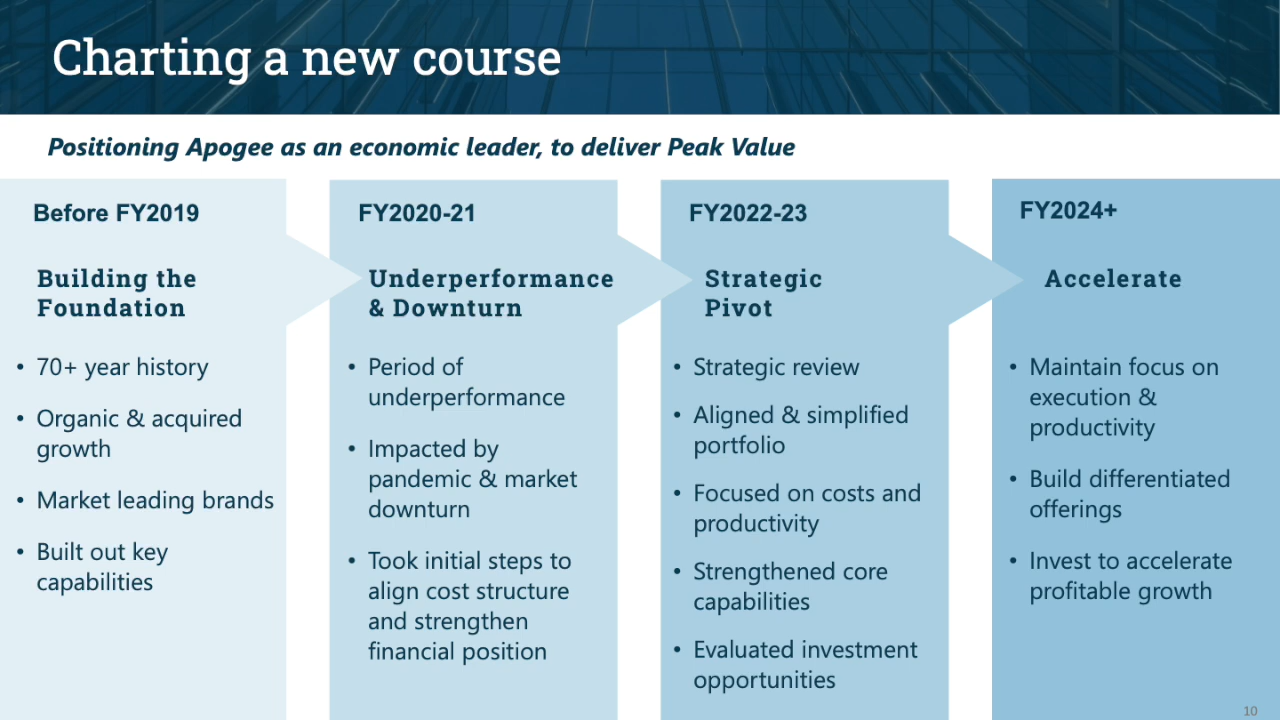 Charting a new course
Positioning Apogee as an economic leader, to deliver Peak Value
Before FY2019
Building the
Foundation
• 70+ year history
• Organic & acquired
growth
• Market leading brands
• Built out key
capabilities
FY2020-21
Underperformance
& Downturn
• Period of
underperformance
• Impacted by
pandemic & market
downturn
• Took initial steps to
align cost structure
and strengthen
financial position
FY2022-23
Strategic
Pivot
• Strategic review
• Aligned & simplified
portfolio
• Focused on costs and
productivity
• Strengthened core
capabilities
• Evaluated investment
opportunities
FY2024+
Accelerate
• Maintain focus on
execution &
productivity
• Build differentiated
offerings
• Invest to accelerate
profitable growth
10